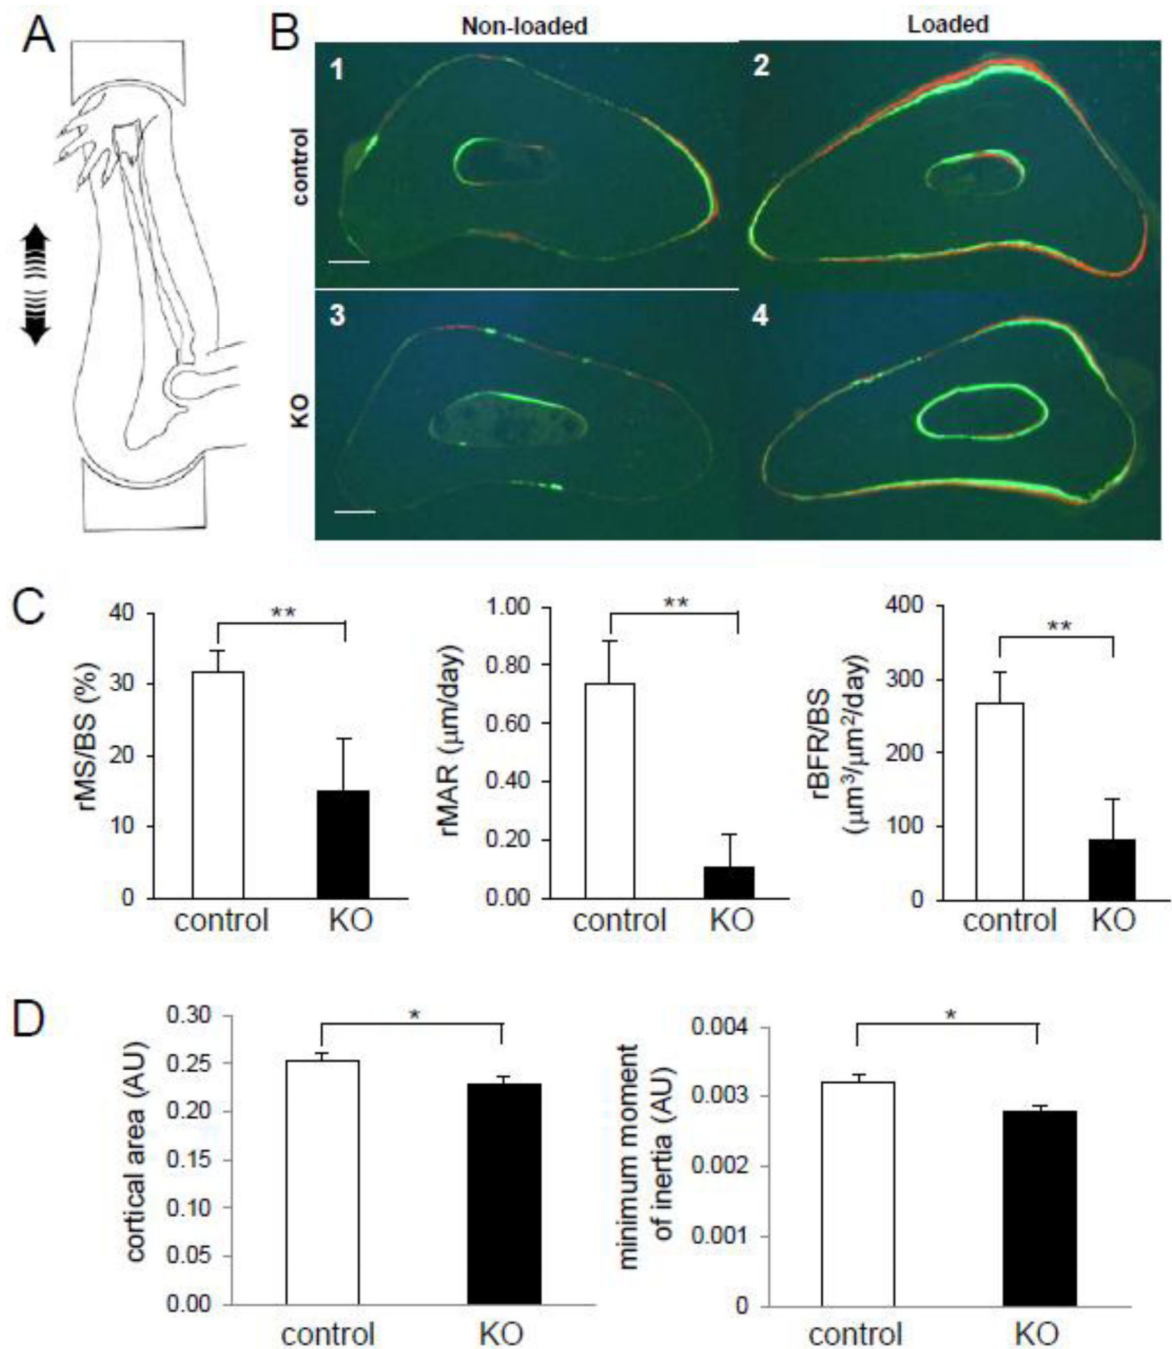 A
B
Non-loaded
Loaded
control
1
2
KO
3
4
C
rMS/BS (%)
40
30
20
10
0
**
control
KO
rMAR (μm/day)
1.00
0.80
0.60
0.40
0.20
0.00
**
control
KO
rBFR/BS
(μm³/μm²/day)
400
300
200
100
0
**
control
KO
D
cortical area (AU)
0.30
0.25
0.20
0.15
0.10
0.05
0.00
*
control
KO
minimum moment
of inertia (AU)
0.004
0.003
0.002
0.001
0
*
control
KO